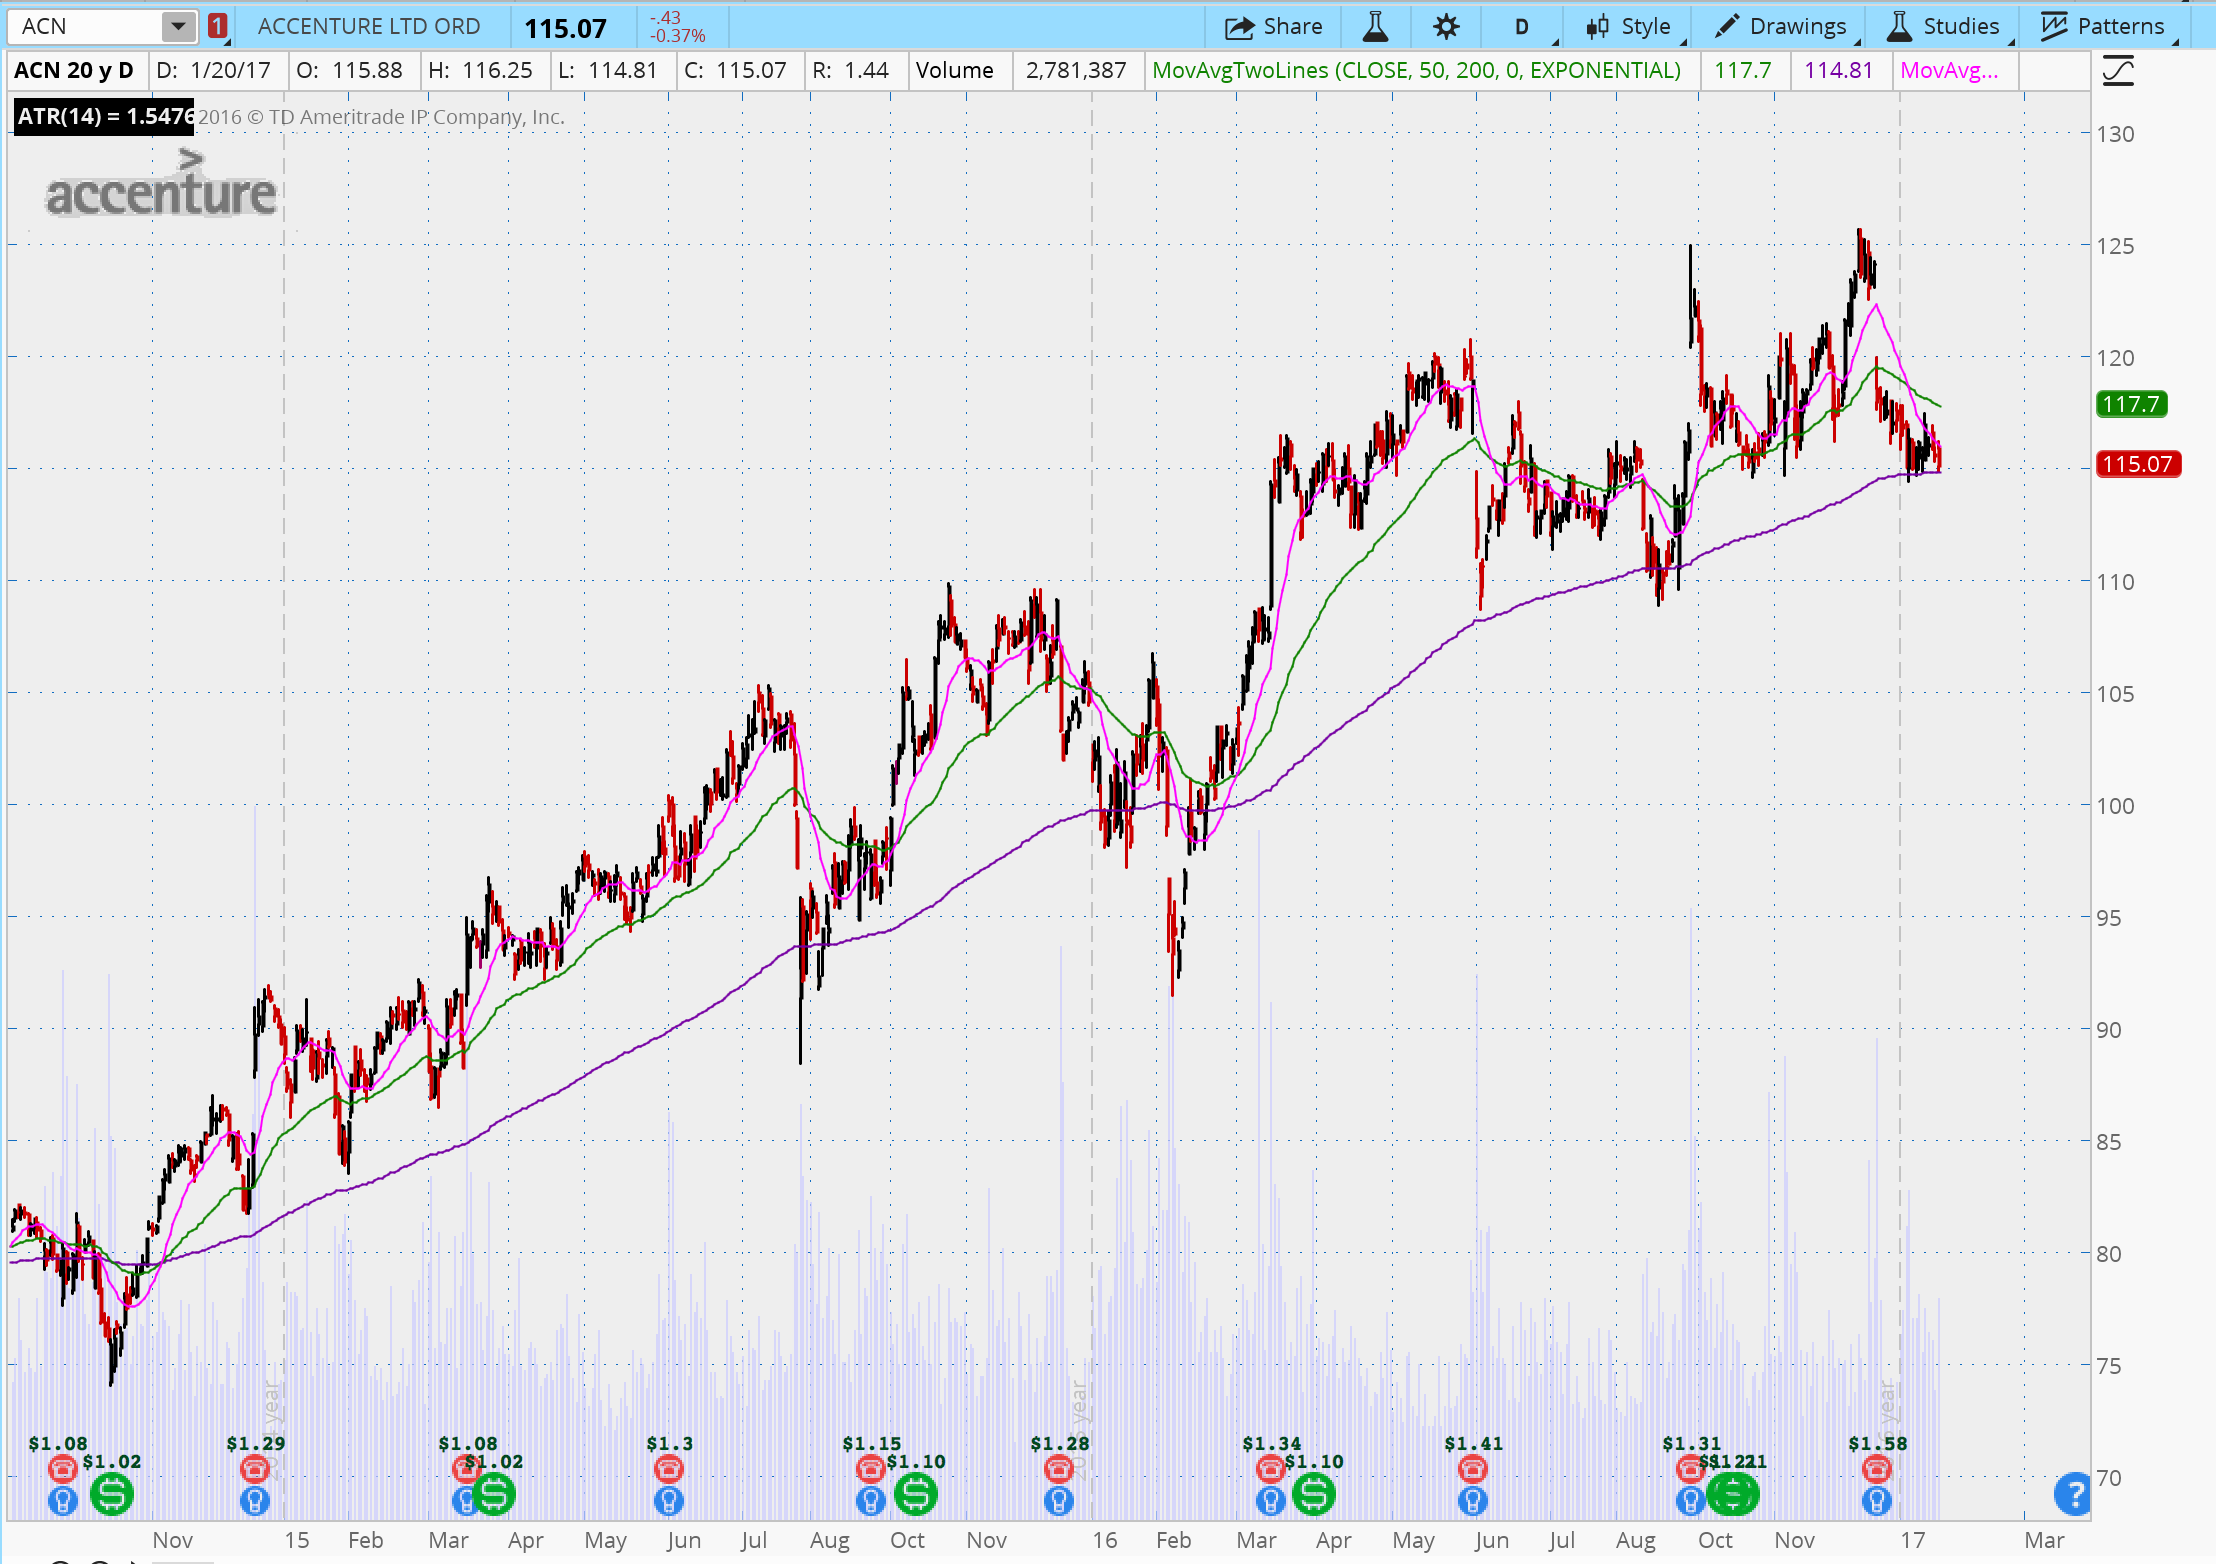 ACN 1 ACCENTURE LTD ORD 115.07 -.43 -0.37% Share D Style Drawings Studies Patterns
ACN 20 y D D: 1/20/17 O: 115.88 H: 116.25 L: 114.81 C: 115.07 R: 1.44 Volume 2,781,387 MovAvgTwoLines (CLOSE, 50, 200, 0, EXPONENTIAL) 117.7 114.81 MovAvg...
ATR(14) = 1.5476 2016 © TD Ameritrade IP Company, Inc.
accenture
130
125
120
117.7
115.07
110
105
100
95
90
85
80
75
70
$1.08 $1.29 $1.08 $1.3 $1.15 $1.28 $1.34 $1.41 $1.31 $1.58
$1.02 $1.02 $1.10 $1.10
Nov 15 Feb Mar Apr May Jun Jul Aug Oct Nov 16 Feb Mar Apr May Jun Jul Aug Oct Nov 17 Mar